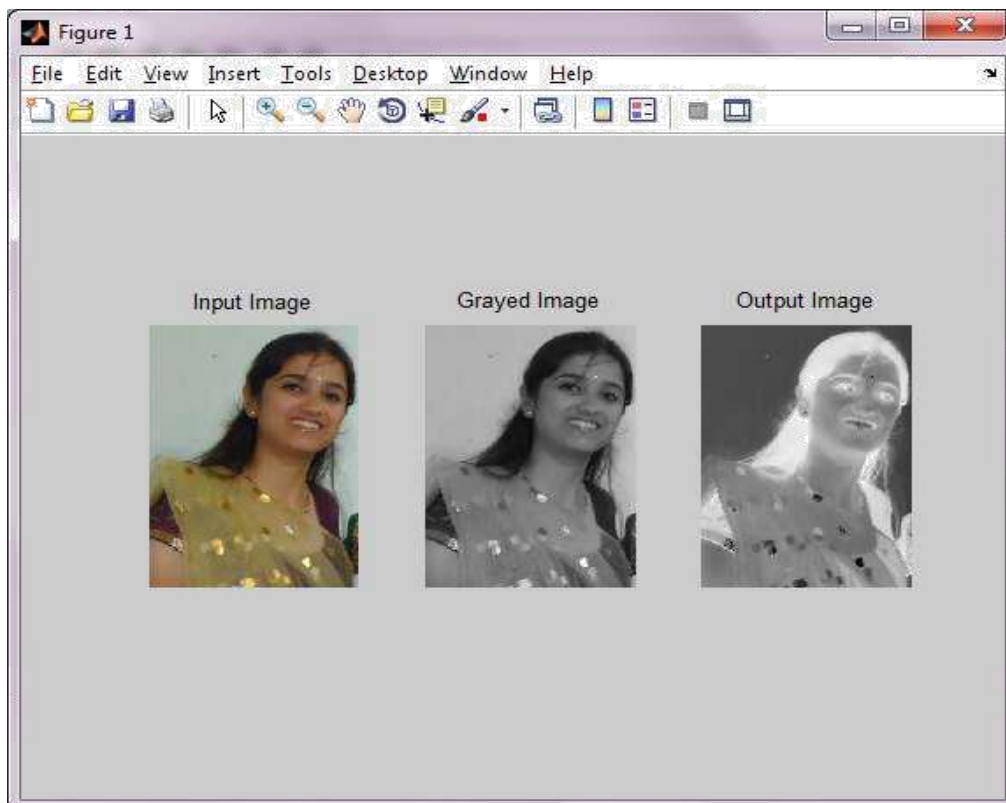 Figure 1
File Edit View Insert Tools Desktop Window Help
Input Image Grayed Image Output Image